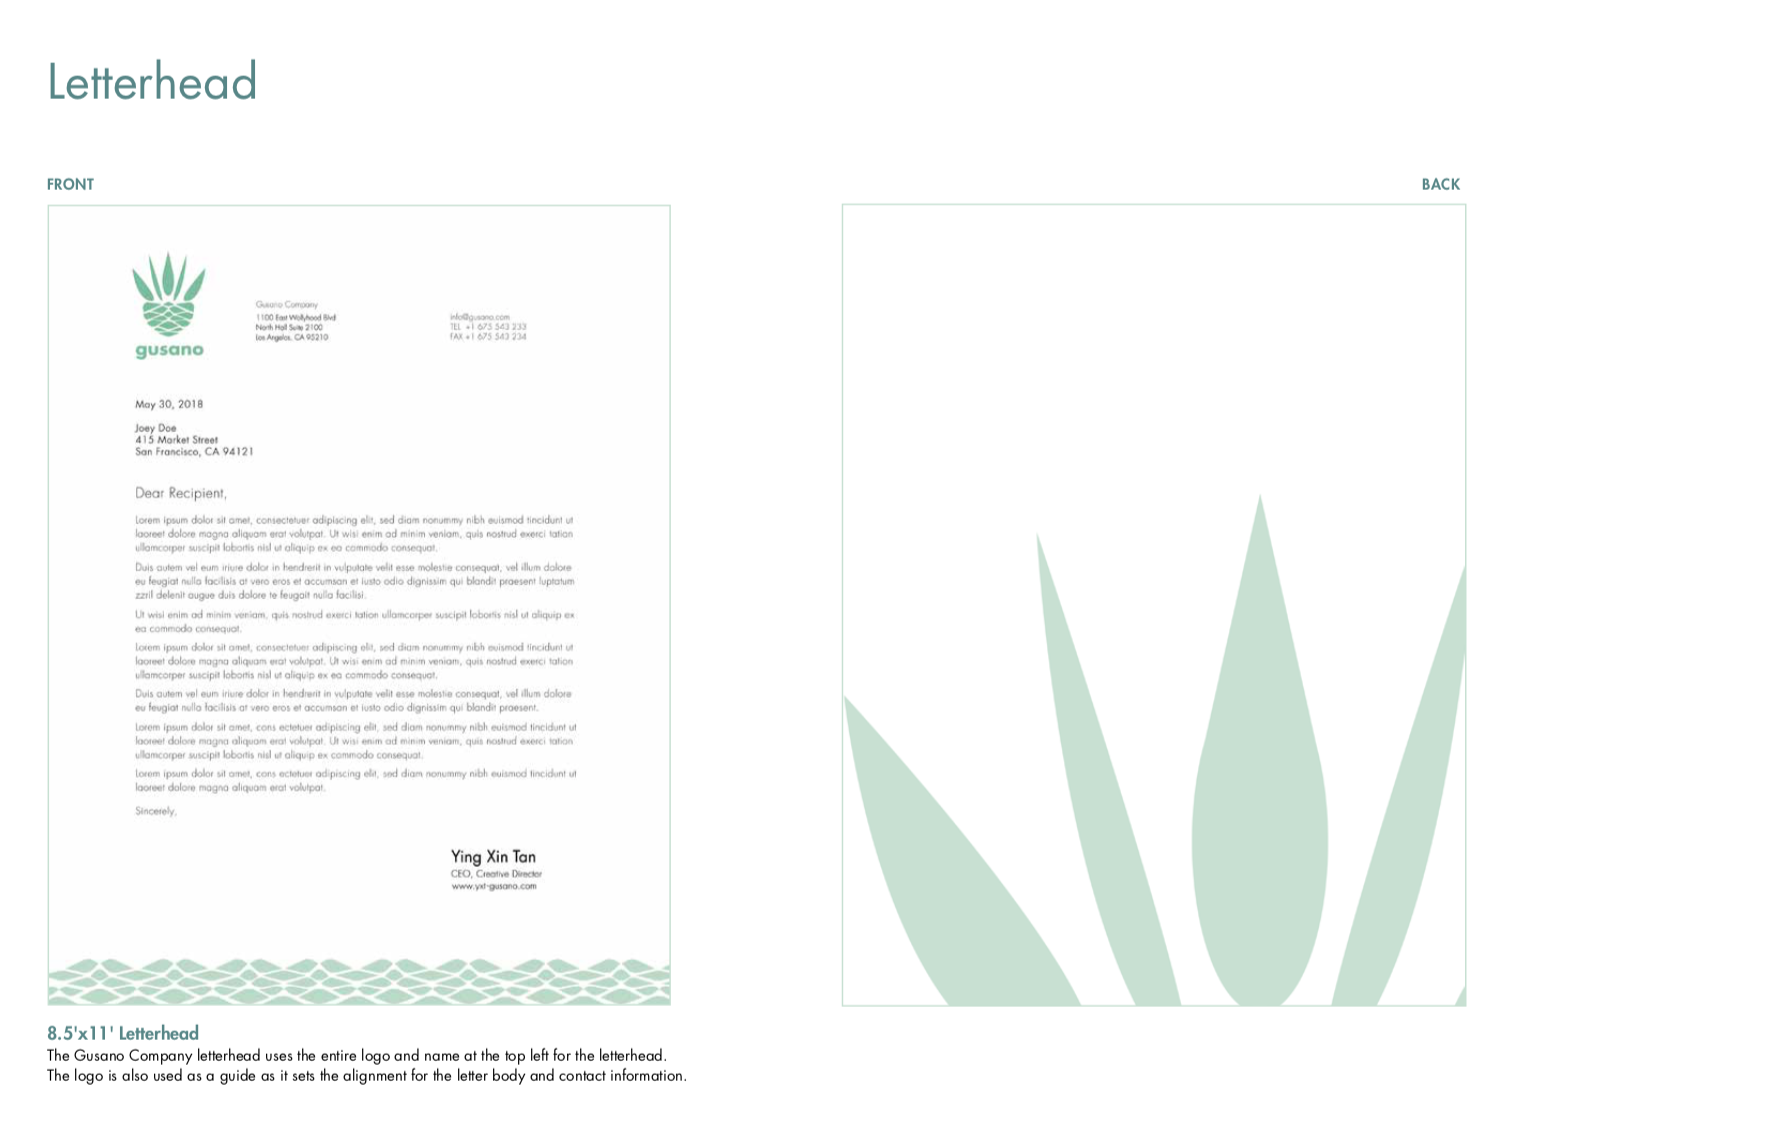 Letterhead
FRONT
BACK
gusano
Gusano Company
1100 East Wollyhood Blvd
North Hall Suite 2100
Los Angelos, CA 95210
info@gusano.com
TEL +1 675 543 233
FAX +1 675 543 234
May 30, 2018
Joey Doe
415 Market Street
San Francisco, CA 94121
Dear Recipient,
Lorem ipsum dolor sit amet, consectetuer adipiscing elit, sed diam nonummy nibh euismod tincidunt ut
laoreet dolore magna aliquam erat volutpat. Ut wisi enim ad minim veniam, quis nostrud exerci tation
ullamcorper suscipit lobortis nisl ut aliquip ex ea commodo consequat.
Duis autem vel eum iriure dolor in hendrerit in vulputate velit esse molestie consequat, vel illum dolore
eu feugiat nulla facilisis at vero eros et accumsan et iusto odio dignissim qui blandit praesent luptatum
zzril delenit augue duis dolore te feugait nulla facilisi.
Ut wisi enim ad minim veniam, quis nostrud exerci tation ullamcorper suscipit lobortis nisl ut aliquip ex
ea commodo consequat.
Lorem ipsum dolor sit amet, consectetuer adipiscing elit, sed diam nonummy nibh euismod tincidunt ut
laoreet dolore magna aliquam erat volutpat. Ut wisi enim ad minim veniam, quis nostrud exerci tation
ullamcorper suscipit lobortis nisl ut aliquip ex ea commodo consequat.
Duis autem vel eum iriure dolor in hendrerit in vulputate velit esse molestie consequat, vel illum dolore
eu feugiat nulla facilisis at vero eros et accumsan et iusto odio dignissim qui blandit praesent.
Lorem ipsum dolor sit amet, cons ectetuer adipiscing elit, sed diam nonummy nibh euismod tincidunt ut
laoreet dolore magna aliquam erat volutpat. Ut wisi enim ad minim veniam, quis nostrud exerci tation
ullamcorper suscipit lobortis nisl ut aliquip ex commodo consequat.
Lorem ipsum dolor sit amet, cons ectetuer adipiscing elit, sed diam nonummy nibh euismod tincidunt ut
laoreet dolore magna aliquam erat volutpat.
Sincerely,
Ying Xin Tan
CEO, Creative Director
www.yxt-gusano.com
8.5'x11' Letterhead
The Gusano Company letterhead uses the entire logo and name at the top left for the letterhead.
The logo is also used as a guide as it sets the alignment for the letter body and contact information.